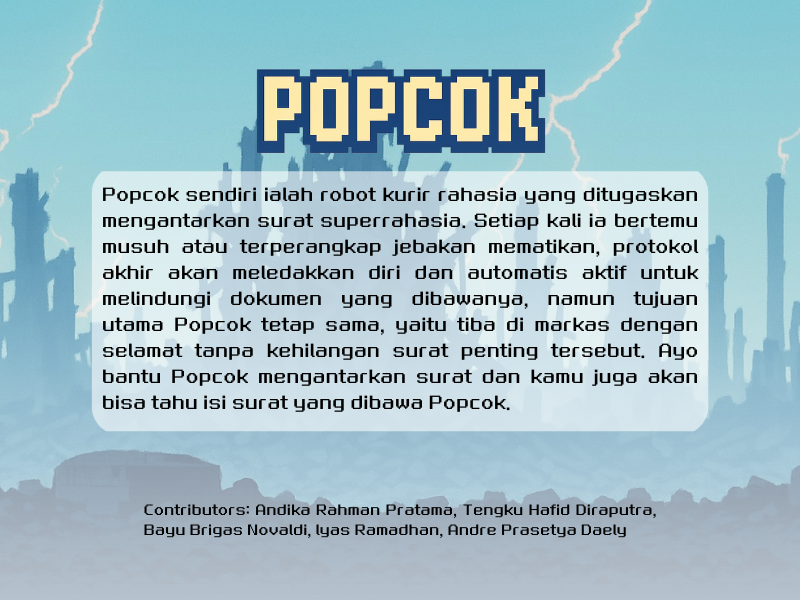 POPCOK
Popcok sendiri ialah robot kurir rahasia yang ditugaskan
mengantarkan surat superrahasia. Setiap kali ia bertemu
musuh atau terperangkap jebakan mematikan, protokol
akhir akan meledakkan diri dan automatis aktif untuk
melindungi dokumen yang dibawanya, namun tujuan
utama Popcok tetap sama, yaitu tiba di markas dengan
selamat tanpa kehilangan surat penting tersebut. Ayo
bantu Popcok mengantarkan surat dan kamu juga akan
bisa tahu isi surat yang dibawa Popcok.
Contributors: Andika Rahman Pratama, Tengku Hafid Diraputra,
Bayu Brigas Novaldi, Iyas Ramadhan, Andre Prasetya Daely